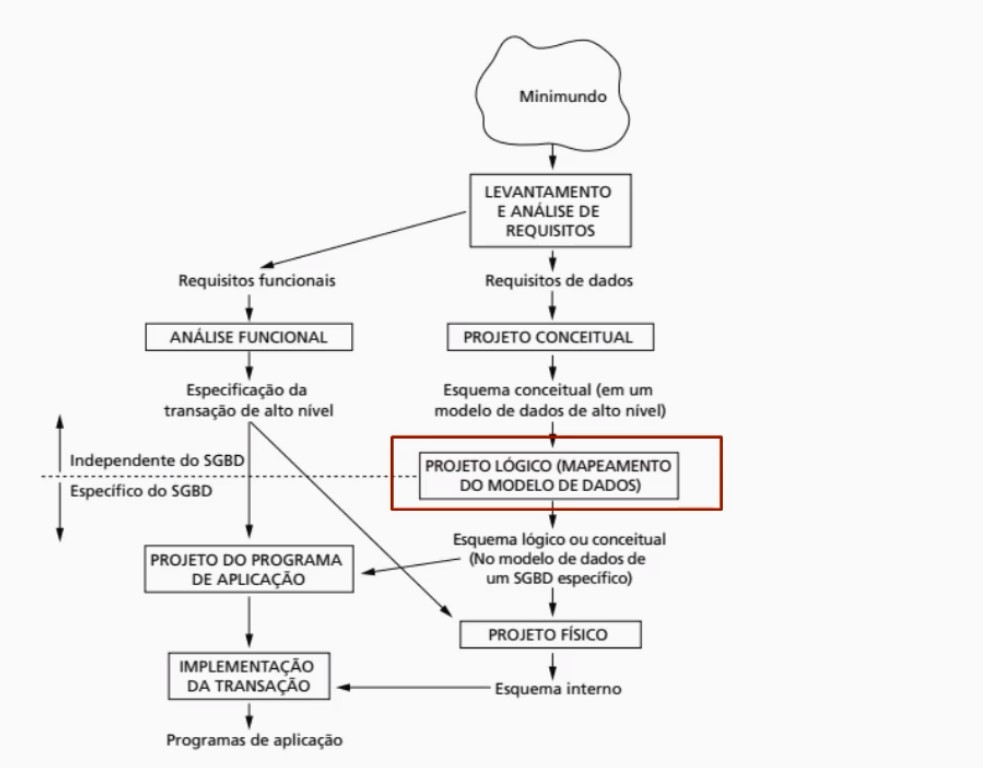 Minimundo
LEVANTAMENTO
E ANÁLISE DE
REQUISITOS
Requisitos funcionais
Requisitos de dados
ANÁLISE FUNCIONAL
PROJETO CONCEITUAL
Especificação da
transação de alto nível
Esquema conceitual (em um
modelo de dados de alto nível)
Independente do SGBD
Específico do SGBD
PROJETO LÓGICO (MAPEAMENTO
DO MODELO DE DADOS)
Esquema lógico ou conceitual
(No modelo de dados de
um SGBD específico)
PROJETO DO PROGRAMA
DE APLICAÇÃO
PROJETO FÍSICO
IMPLEMENTAÇÃO
DA TRANSAÇÃO
Esquema interno
Programas de aplicação